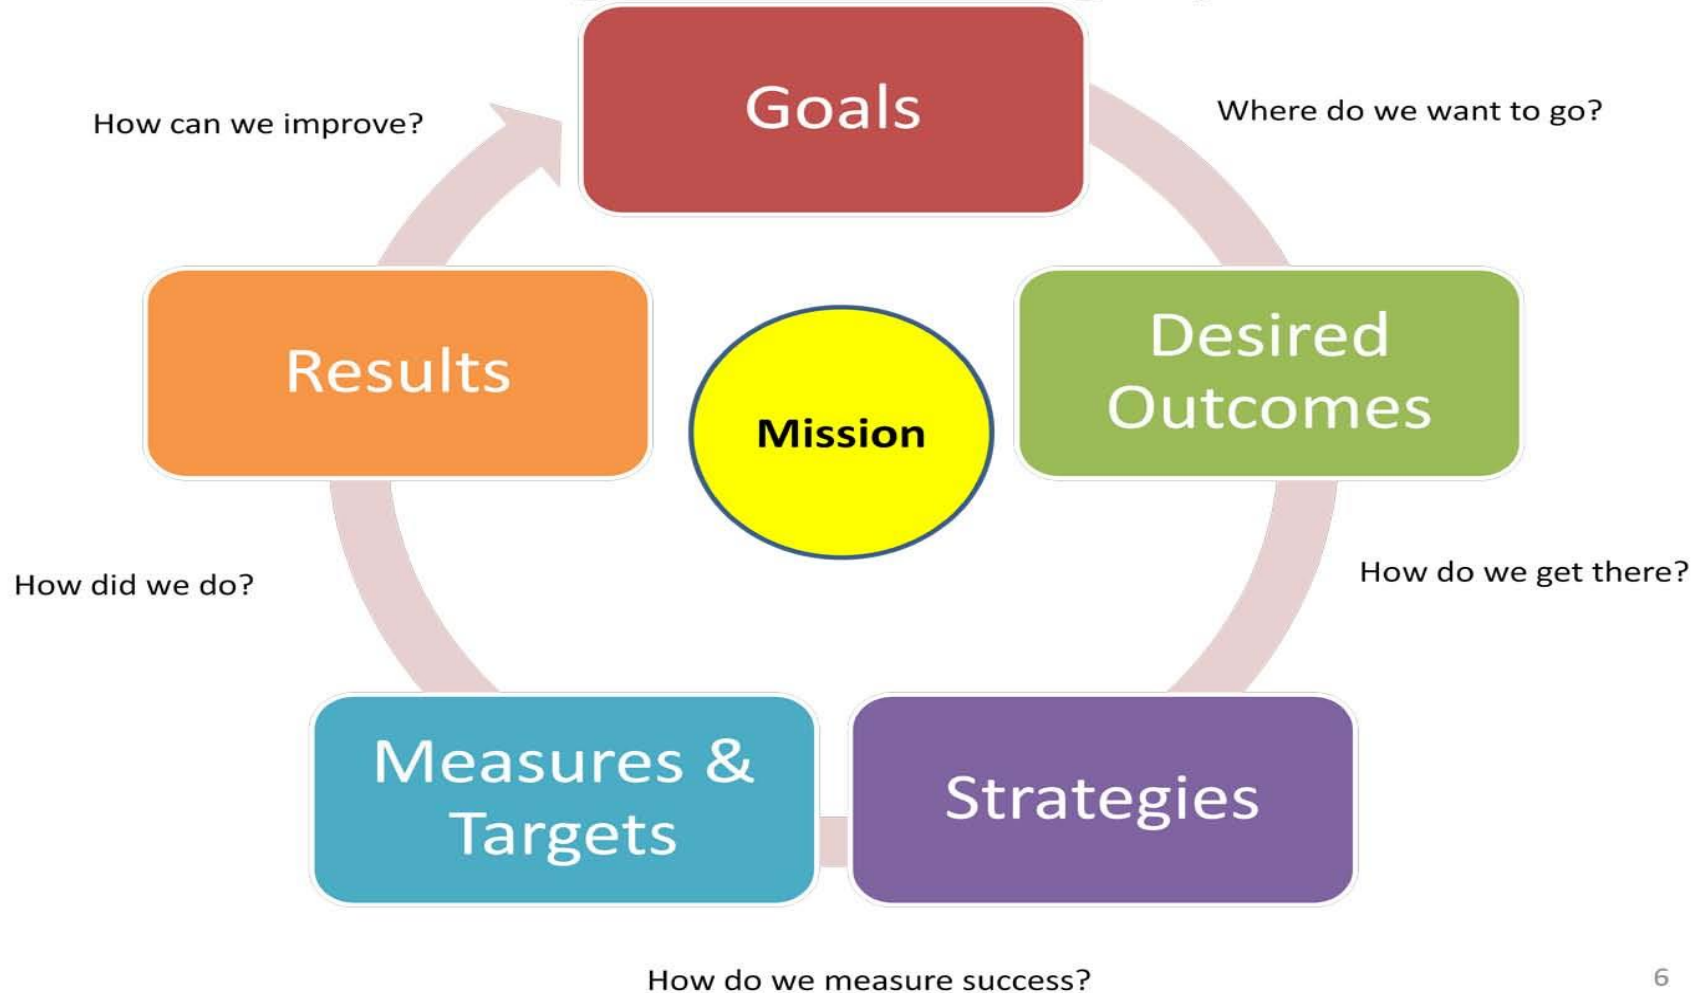 Goals
How can we improve?
Where do we want to go?
Results
Desired
Outcomes
Mission
How did we do?
How do we get there?
Measures &
Targets
Strategies
How do we measure success?
6